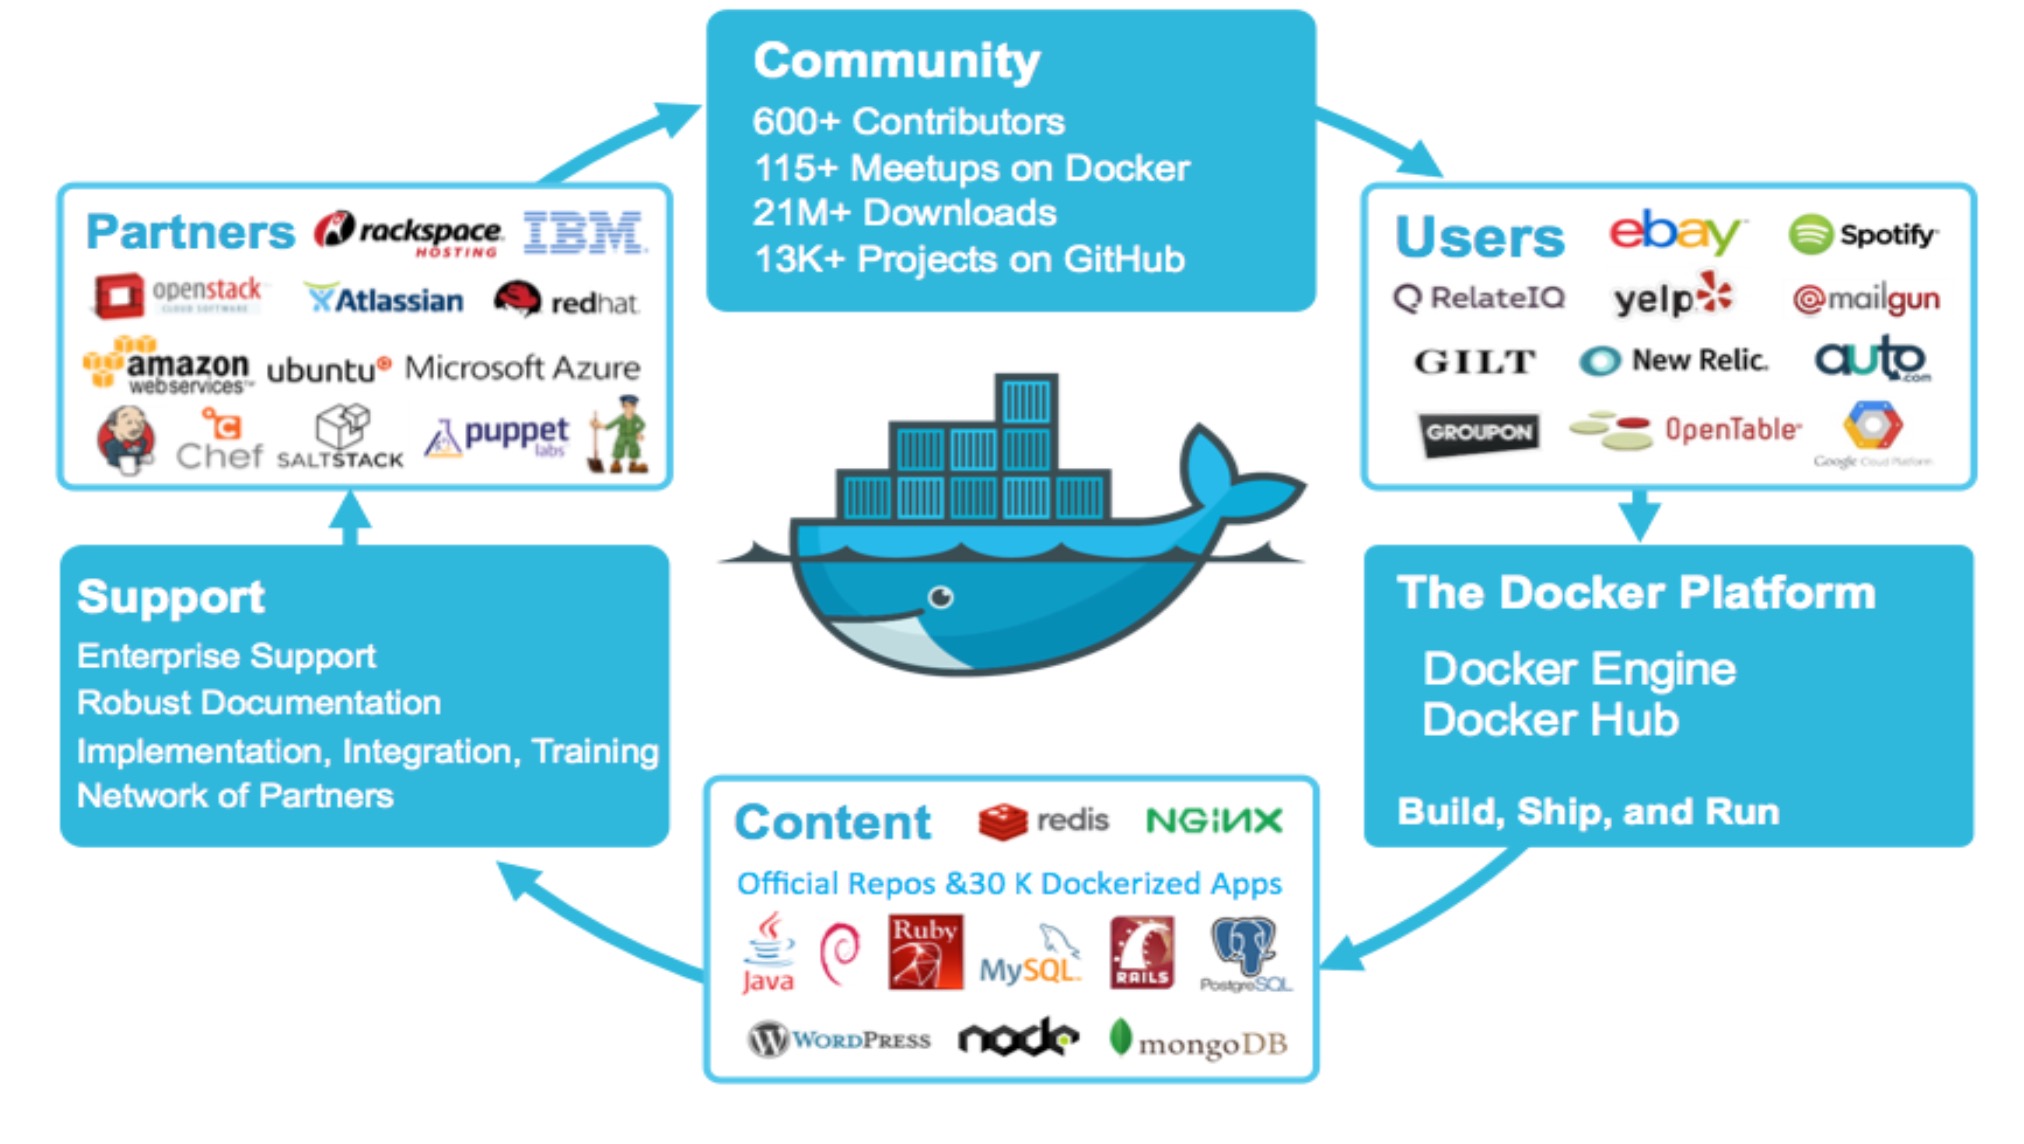 Community
600+ Contributors
115+ Meetups on Docker
21M+ Downloads
13K+ Projects on GitHub
Partners rackspace. HOSTING IBM.
openstack CLOUD SOFTWARE Atlassian redhat.
amazon webservices™ ubuntu® Microsoft Azure
Chef SALTSTACK puppet labs
Users ebay™ Spotify
RelateIQ yelp @mailgun
GILT New Relic. auto .com
GROUPON OpenTable Google Cloud Platform
Support
Enterprise Support
Robust Documentation
Implementation, Integration, Training
Network of Partners
The Docker Platform
Docker Engine
Docker Hub
Build, Ship, and Run
Content redis NGiNX
Official Repos &30 K Dockerized Apps
Java Ruby MySQL RAILS PostgreSQL
WORDPRESS node mongoDB